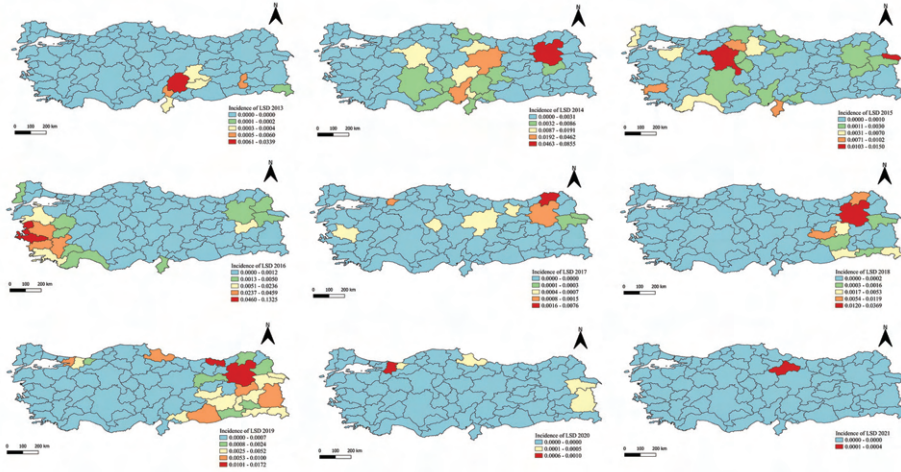 N
Incidence of LSD 2013
0.0000 - 0.0000
0.0001 - 0.0002
0.0003 - 0.0004
0.0005 - 0.0060
0.0061 - 0.0339
0 100 200 km
N
Incidence of LSD 2014
0.0000 - 0.0031
0.0032 - 0.0086
0.0087 - 0.0191
0.0192 - 0.0462
0.0463 - 0.0855
0 100 200 km
N
Incidence of LSD 2015
0.0000 - 0.0010
0.0011 - 0.0030
0.0031 - 0.0070
0.0071 - 0.0102
0.0103 - 0.0150
0 100 200 km
N
Incidence of LSD 2016
0.0000 - 0.0012
0.0013 - 0.0050
0.0051 - 0.0236
0.0237 - 0.0459
0.0460 - 0.1325
0 100 200 km
N
Incidence of LSD 2017
0.0000 - 0.0000
0.0001 - 0.0003
0.0004 - 0.0007
0.0008 - 0.0015
0.0016 - 0.0076
0 100 200 km
N
Incidence of LSD 2018
0.0000 - 0.0002
0.0003 - 0.0016
0.0017 - 0.0053
0.0054 - 0.0119
0.0120 - 0.0369
0 100 200 km
N
Incidence of LSD 2019
0.0000 - 0.0007
0.0008 - 0.0024
0.0025 - 0.0052
0.0053 - 0.0100
0.0101 - 0.0172
0 100 200 km
N
Incidence of LSD 2020
0.0000 - 0.0000
0.0001 - 0.0005
0.0006 - 0.0010
0 100 200 km
N
Incidence of LSD 2021
0.0000 - 0.0000
0.0001 - 0.0004
0 100 200 km